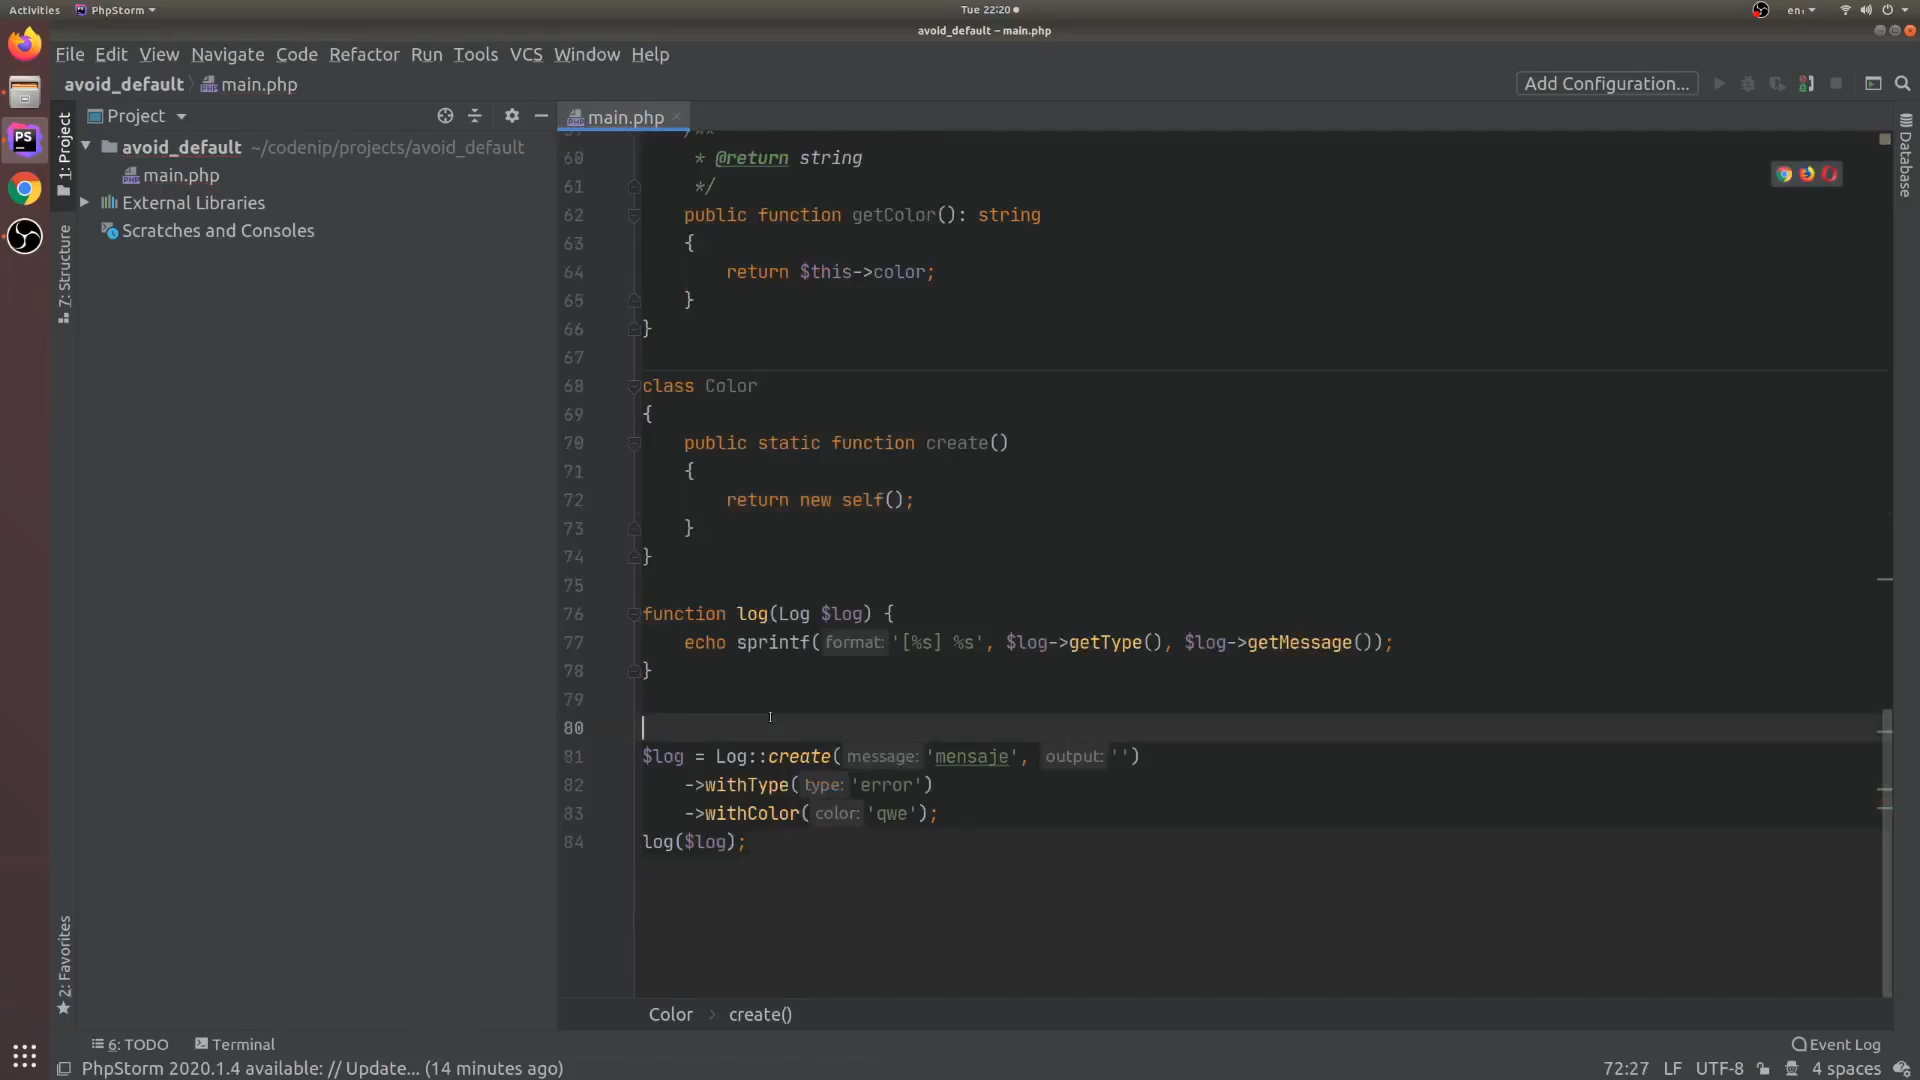 Activities PhpStorm Tue 22:20 en₁
avoid_default – main.php
File Edit View Navigate Code Refactor Run Tools VCS Window Help
avoid_default main.php Add Configuration...
Project main.php
1: Project
7: Structure
2: Favorites
Database
avoid_default ~/codenip/projects/avoid_default
main.php
External Libraries
Scratches and Consoles
/**
60 * @return string
61 */
62 public function getColor(): string
63 {
64 return $this->color;
65 }
66 }
67
68 class Color
69 {
70 public static function create()
71 {
72 return new self();
73 }
74 }
75
76 function log(Log $log) {
77 echo sprintf( format: '[%s] %s', $log->getType(), $log->getMessage());
78 }
79
80
81 $log = Log::create( message: 'mensaje', output: '')
82 ->withType( type: 'error')
83 ->withColor( color: 'qwe');
84 log($log);
Color > create()
6: TODO Terminal Event Log
PhpStorm 2020.1.4 available: // Update... (14 minutes ago) 72:27 LF UTF-8 4 spaces